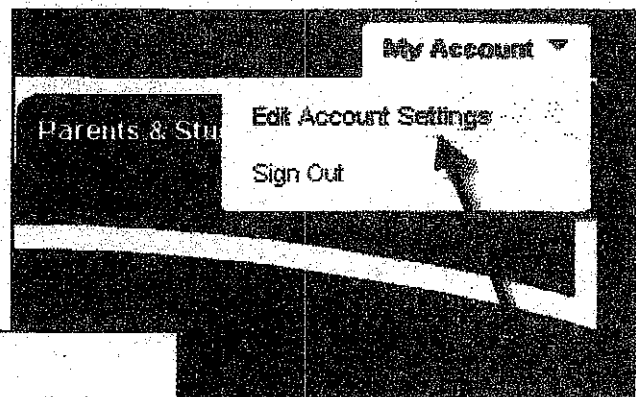 My Account
Edit Account Settings
Parents & Stu
Sign Out